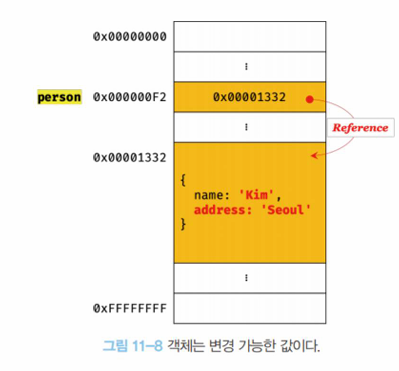 0x00000000
⋮
person 0x000000F2 0x00001332
⋮
Reference
0x00001332
{
name: 'Kim',
address: 'Seoul'
}
⋮
0xFFFFFFFF
그림 11-8 객체는 변경 가능한 값이다.